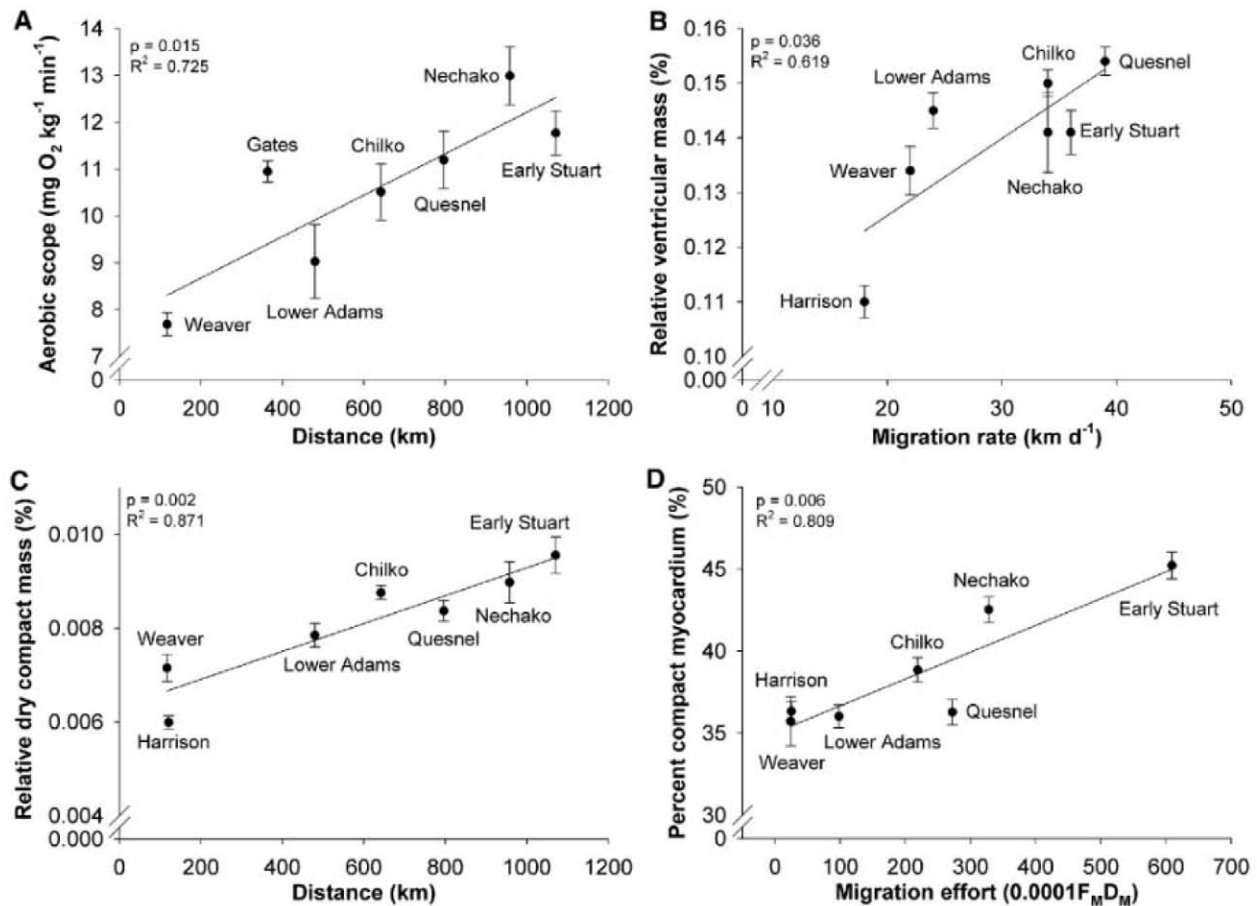 A
p = 0.015
R² = 0.725
Aerobic scope (mg O₂ kg⁻¹ min⁻¹)
14
13
12
11
10
9
8
7
0
Nechako
Gates
Chilko
Early Stuart
Quesnel
Lower Adams
Weaver
0 200 400 600 800 1000 1200
Distance (km)
B
p = 0.036
R² = 0.619
Relative ventricular mass (%)
0.16
0.15
0.14
0.13
0.12
0.11
0.10
0.00
Chilko
Quesnel
Lower Adams
Early Stuart
Weaver
Nechako
Harrison
0 10 20 30 40 50
Migration rate (km d⁻¹)
C
p = 0.002
R² = 0.871
Relative dry compact mass (%)
0.010
0.008
0.006
0.004
0.000
Early Stuart
Chilko
Weaver
Nechako
Quesnel
Lower Adams
Harrison
0 200 400 600 800 1000 1200
Distance (km)
D
p = 0.006
R² = 0.809
Percent compact myocardium (%)
50
45
40
35
30
0
Nechako
Early Stuart
Chilko
Harrison
Quesnel
Lower Adams
Weaver
0 100 200 300 400 500 600 700
Migration effort (0.0001F_MD_M)